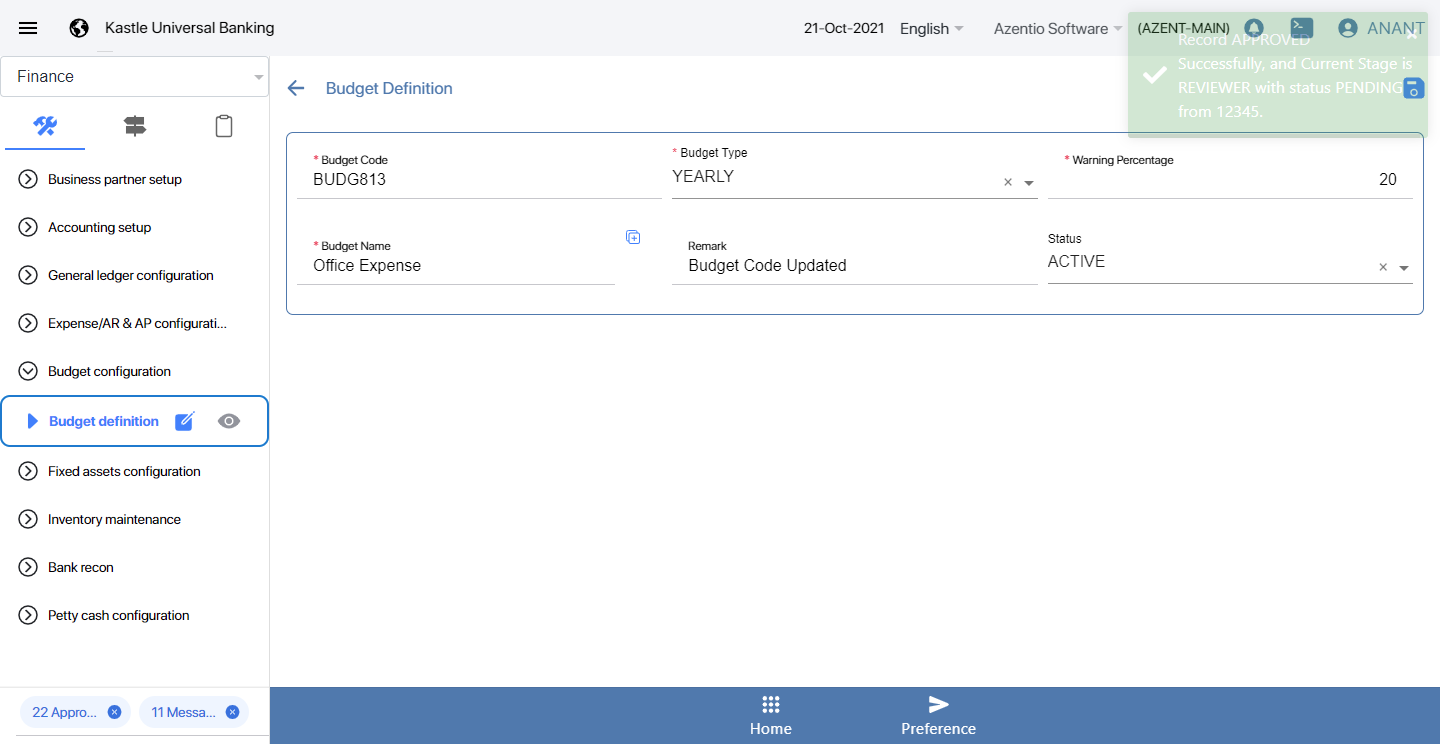 Kastle Universal Banking
21-Oct-2021
English
Azentio Software
(AZENT-MAIN)
ANANT
Record APPROVED
Successfully, and Current Stage is
REVIEWER with status PENDING
from 12345.
Finance
Budget Definition
Business partner setup
Accounting setup
General ledger configuration
Expense/AR & AP configurati...
Budget configuration
Budget definition
Fixed assets configuration
Inventory maintenance
Bank recon
Petty cash configuration
* Budget Code
BUDG813
* Budget Type
YEARLY
* Warning Percentage
20
* Budget Name
Office Expense
Remark
Budget Code Updated
Status
ACTIVE
22 Appro...
11 Messa...
Home
Preference